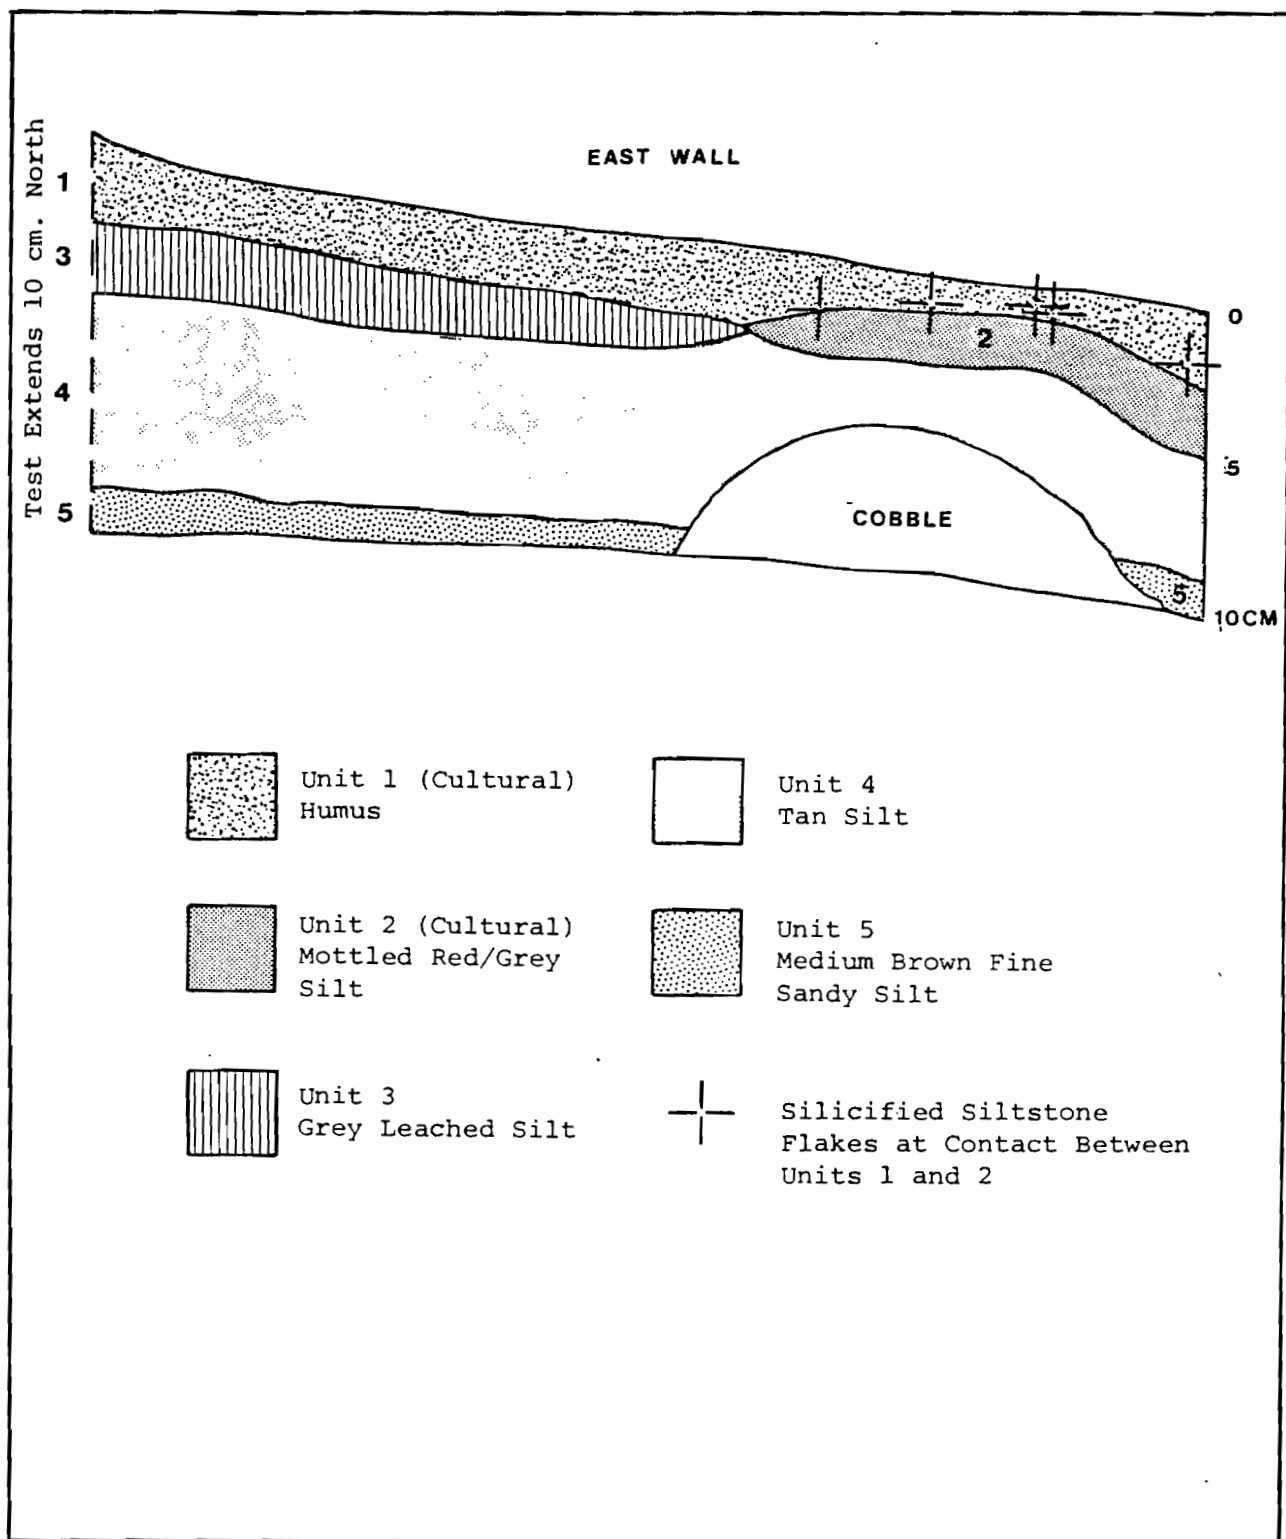 EAST WALL
Test Extends 10 cm. North
1
3
4
5
2
0
5
COBBLE
5
10CM
Unit 1 (Cultural)
Humus
Unit 2 (Cultural)
Mottled Red/Grey
Silt
Unit 3
Grey Leached Silt
Unit 4
Tan Silt
Unit 5
Medium Brown Fine
Sandy Silt
Silicified Siltstone
Flakes at Contact Between
Units 1 and 2